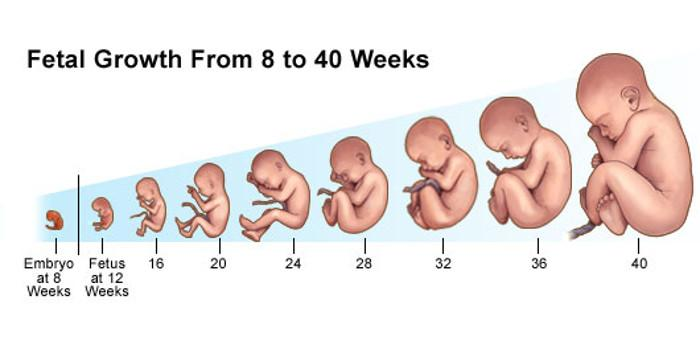 Fetal Growth From 8 to 40 Weeks
Embryo
at 8
Weeks
Fetus
at 12
Weeks
16
20
24
28
32
36
40